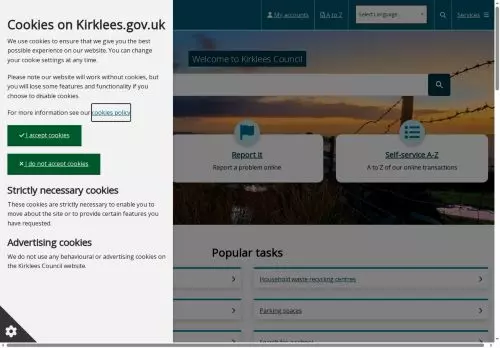 Cookies on Kirklees.gov.uk
We use cookies to ensure that we give you the best
possible experience on our website. You can change
your cookie settings at any time.
Please note our website will work without cookies, but
you will lose some features and functionality if you
choose to disable cookies.
For more information see our cookies policy
I accept cookies
I do not accept cookies
Strictly necessary cookies
These cookies are strictly necessary to enable you to
move about the site or to provide certain features you
have requested.
Advertising cookies
We do not use any behavioural or advertising cookies on
the Kirklees Council website.
My accounts
A to Z
Select Language
Services
Welcome to Kirklees Council
Report it
Report a problem online
Self-service A-Z
A to Z of our online transactions
Popular tasks
Household waste recycling centres
Parking spaces
Search for a school